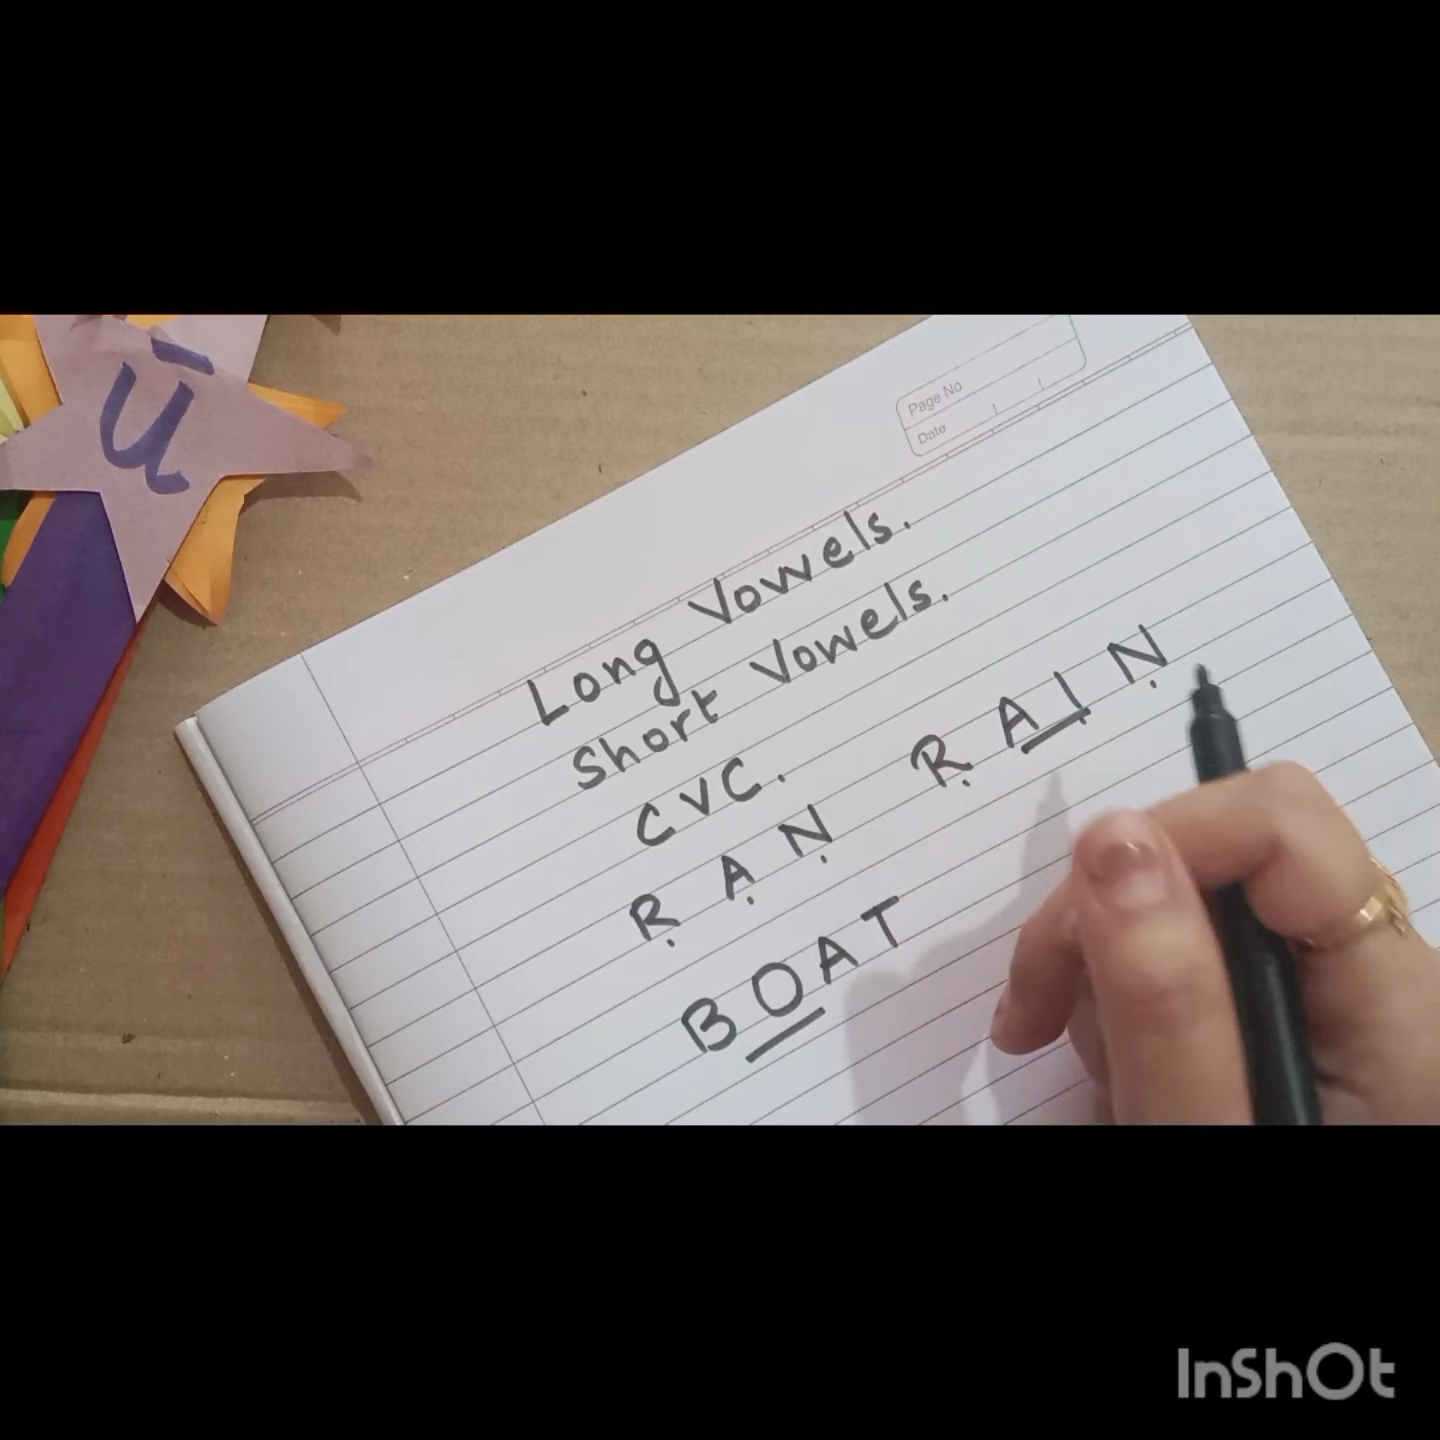 ū
Page No
Date
Long Vowels.
Short Vowels.
CVC.
RAN RAIN
BOAT
InShOt